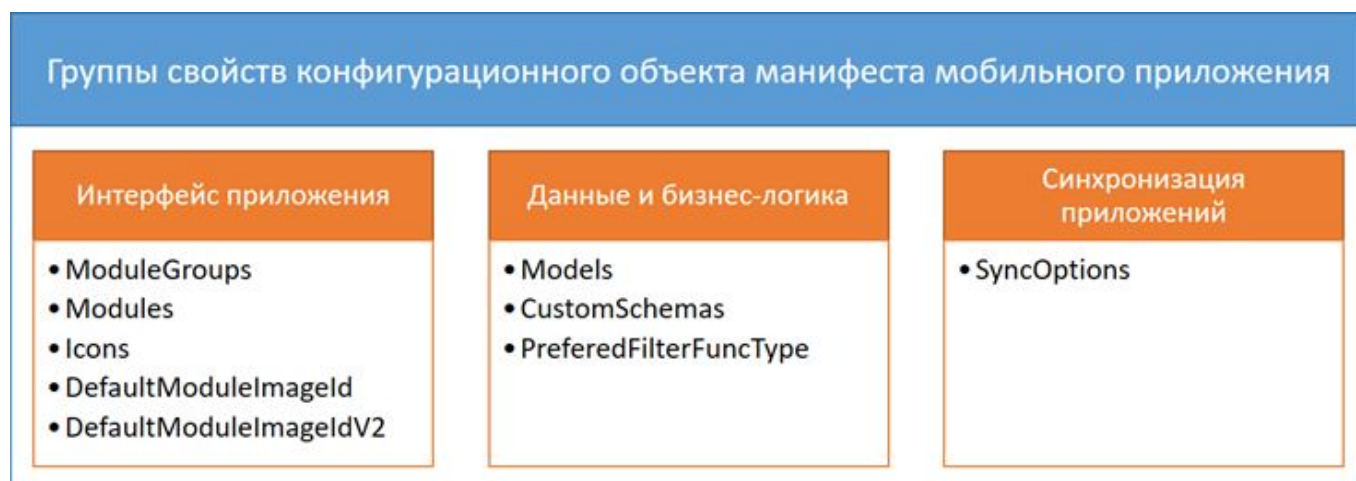 Группы свойств конфигурационного объекта манифеста мобильного приложения
Интерфейс приложения
• ModuleGroups
• Modules
• Icons
• DefaultModuleImageId
• DefaultModuleImageIdV2
Данные и бизнес-логика
• Models
• CustomSchemas
• PreferedFilterFuncType
Синхронизация
приложений
• SyncOptions